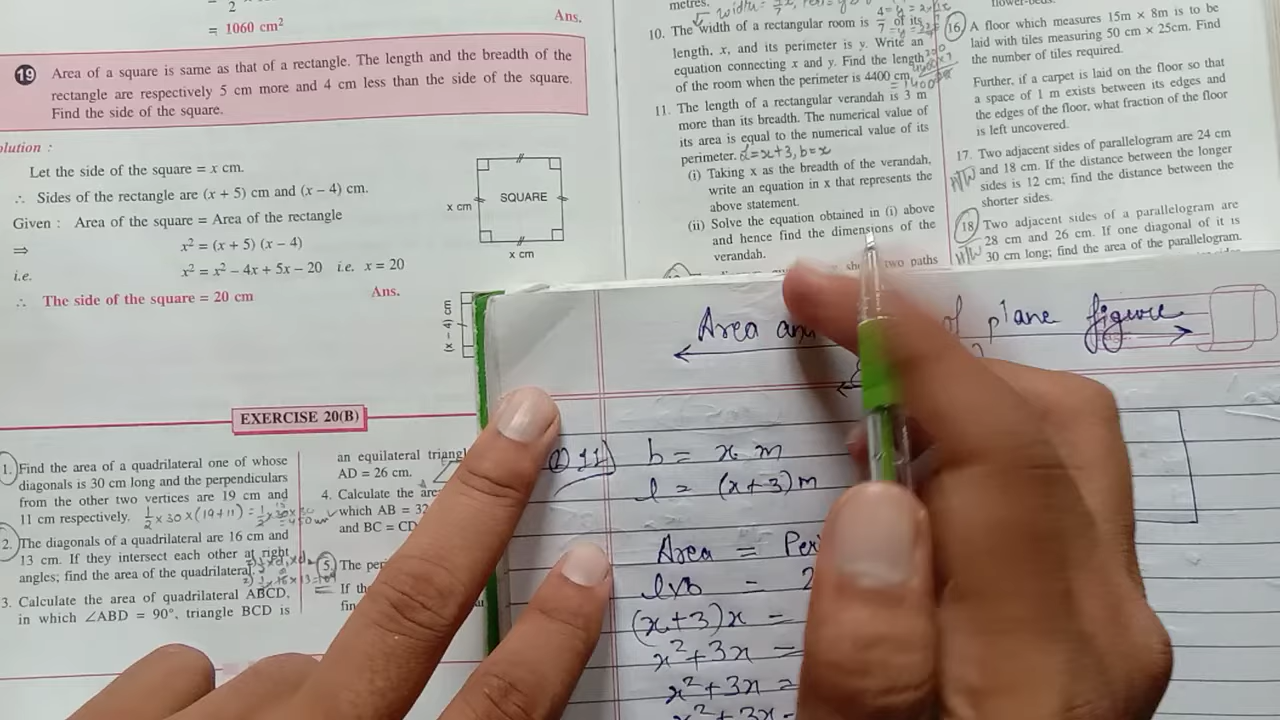 2
= 1060 cm²
Ans.
19 Area of a square is same as that of a rectangle. The length and the breadth of the
rectangle are respectively 5 cm more and 4 cm less than the side of the square.
Find the side of the square.
olution :
Let the side of the square = x cm.
∴ Sides of the rectangle are (x + 5) cm and (x – 4) cm.
Given : Area of the square = Area of the rectangle
⇒ x² = (x + 5) (x – 4)
i.e. x² = x² – 4x + 5x – 20 i.e. x = 20
∴ The side of the square = 20 cm Ans.
SQUARE
x cm
x cm
(x – 4) cm
EXERCISE 20(B)
1. Find the area of a quadrilateral one of whose
diagonals is 30 cm long and the perpendiculars
from the other two vertices are 19 cm and
11 cm respectively. 1/2 × 30 × (19+11) =
2. The diagonals of a quadrilateral are 16 cm and
13 cm. If they intersect each other at right
angles; find the area of the quadrilateral.
3. Calculate the area of quadrilateral ABCD,
in which ∠ABD = 90°, triangle BCD is
an equilateral triang
AD = 26 cm.
4. Calculate the are
which AB = 32
and BC = CD
5. The per
If th
fin
metres.
10. The width of a rectangular room is 4/7 of its
length, x, and its perimeter is y. Write an
equation connecting x and y. Find the length
of the room when the perimeter is 4400 cm.
11. The length of a rectangular verandah is 3 m
more than its breadth. The numerical value of
its area is equal to the numerical value of its
perimeter. l = x+3, b = x
(i) Taking x as the breadth of the verandah,
write an equation in x that represents the
above statement.
(ii) Solve the equation obtained in (i) above
and hence find the dimensions of the
verandah.
two paths
flower-beds.
16. A floor which measures 15m × 8m is to be
laid with tiles measuring 50 cm × 25cm. Find
the number of tiles required.
Further, if a carpet is laid on the floor so that
a space of 1 m exists between its edges and
the edges of the floor, what fraction of the floor
is left uncovered.
17. Two adjacent sides of parallelogram are 24 cm
H/W and 18 cm. If the distance between the longer
sides is 12 cm; find the distance between the
shorter sides.
18. Two adjacent sides of a parallelogram are
H/W 28 cm and 26 cm. If one diagonal of it is
30 cm long; find the area of the parallelogram.
Area an of plane figure
Q 11) b = x m
l = (x+3) m
Area = Peri
l×b = 2
(x+3)x =
x²+3x =
x²+3x =
x²+3x -